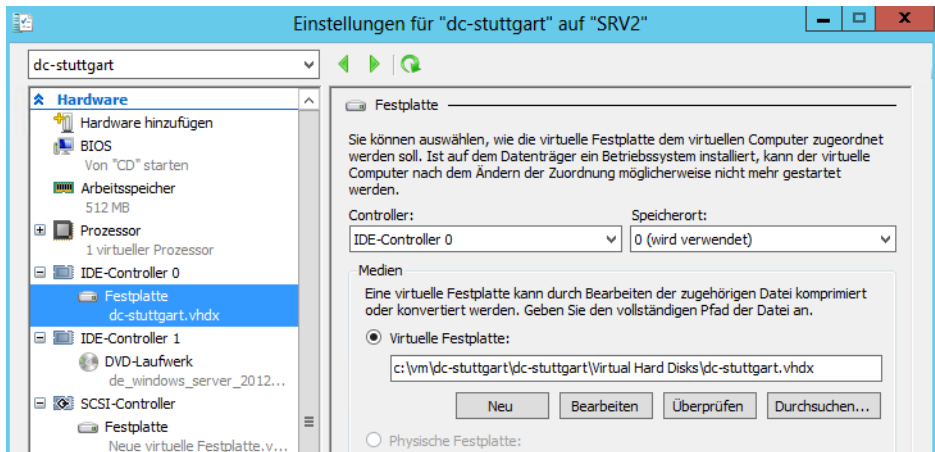 Einstellungen für "dc-stuttgart" auf "SRV2"
dc-stuttgart
Hardware
Hardware hinzufügen
BIOS
Von "CD" starten
Arbeitsspeicher
512 MB
Prozessor
1 virtueller Prozessor
IDE-Controller 0
Festplatte
dc-stuttgart.vhdx
IDE-Controller 1
DVD-Laufwerk
de_windows_server_2012...
SCSI-Controller
Festplatte
Neue virtuelle Festplatte.v...
Festplatte
Sie können auswählen, wie die virtuelle Festplatte dem virtuellen Computer zugeordnet
werden soll. Ist auf dem Datenträger ein Betriebssystem installiert, kann der virtuelle
Computer nach dem Ändern der Zuordnung möglicherweise nicht mehr gestartet
werden.
Controller: Speicherort:
IDE-Controller 0 0 (wird verwendet)
Medien
Eine virtuelle Festplatte kann durch Bearbeiten der zugehörigen Datei komprimiert
oder konvertiert werden. Geben Sie den vollständigen Pfad der Datei an.
Virtuelle Festplatte:
c:\vm\dc-stuttgart\dc-stuttgart\Virtual Hard Disks\dc-stuttgart.vhdx
Neu Bearbeiten Überprüfen Durchsuchen...
Physische Festplatte: